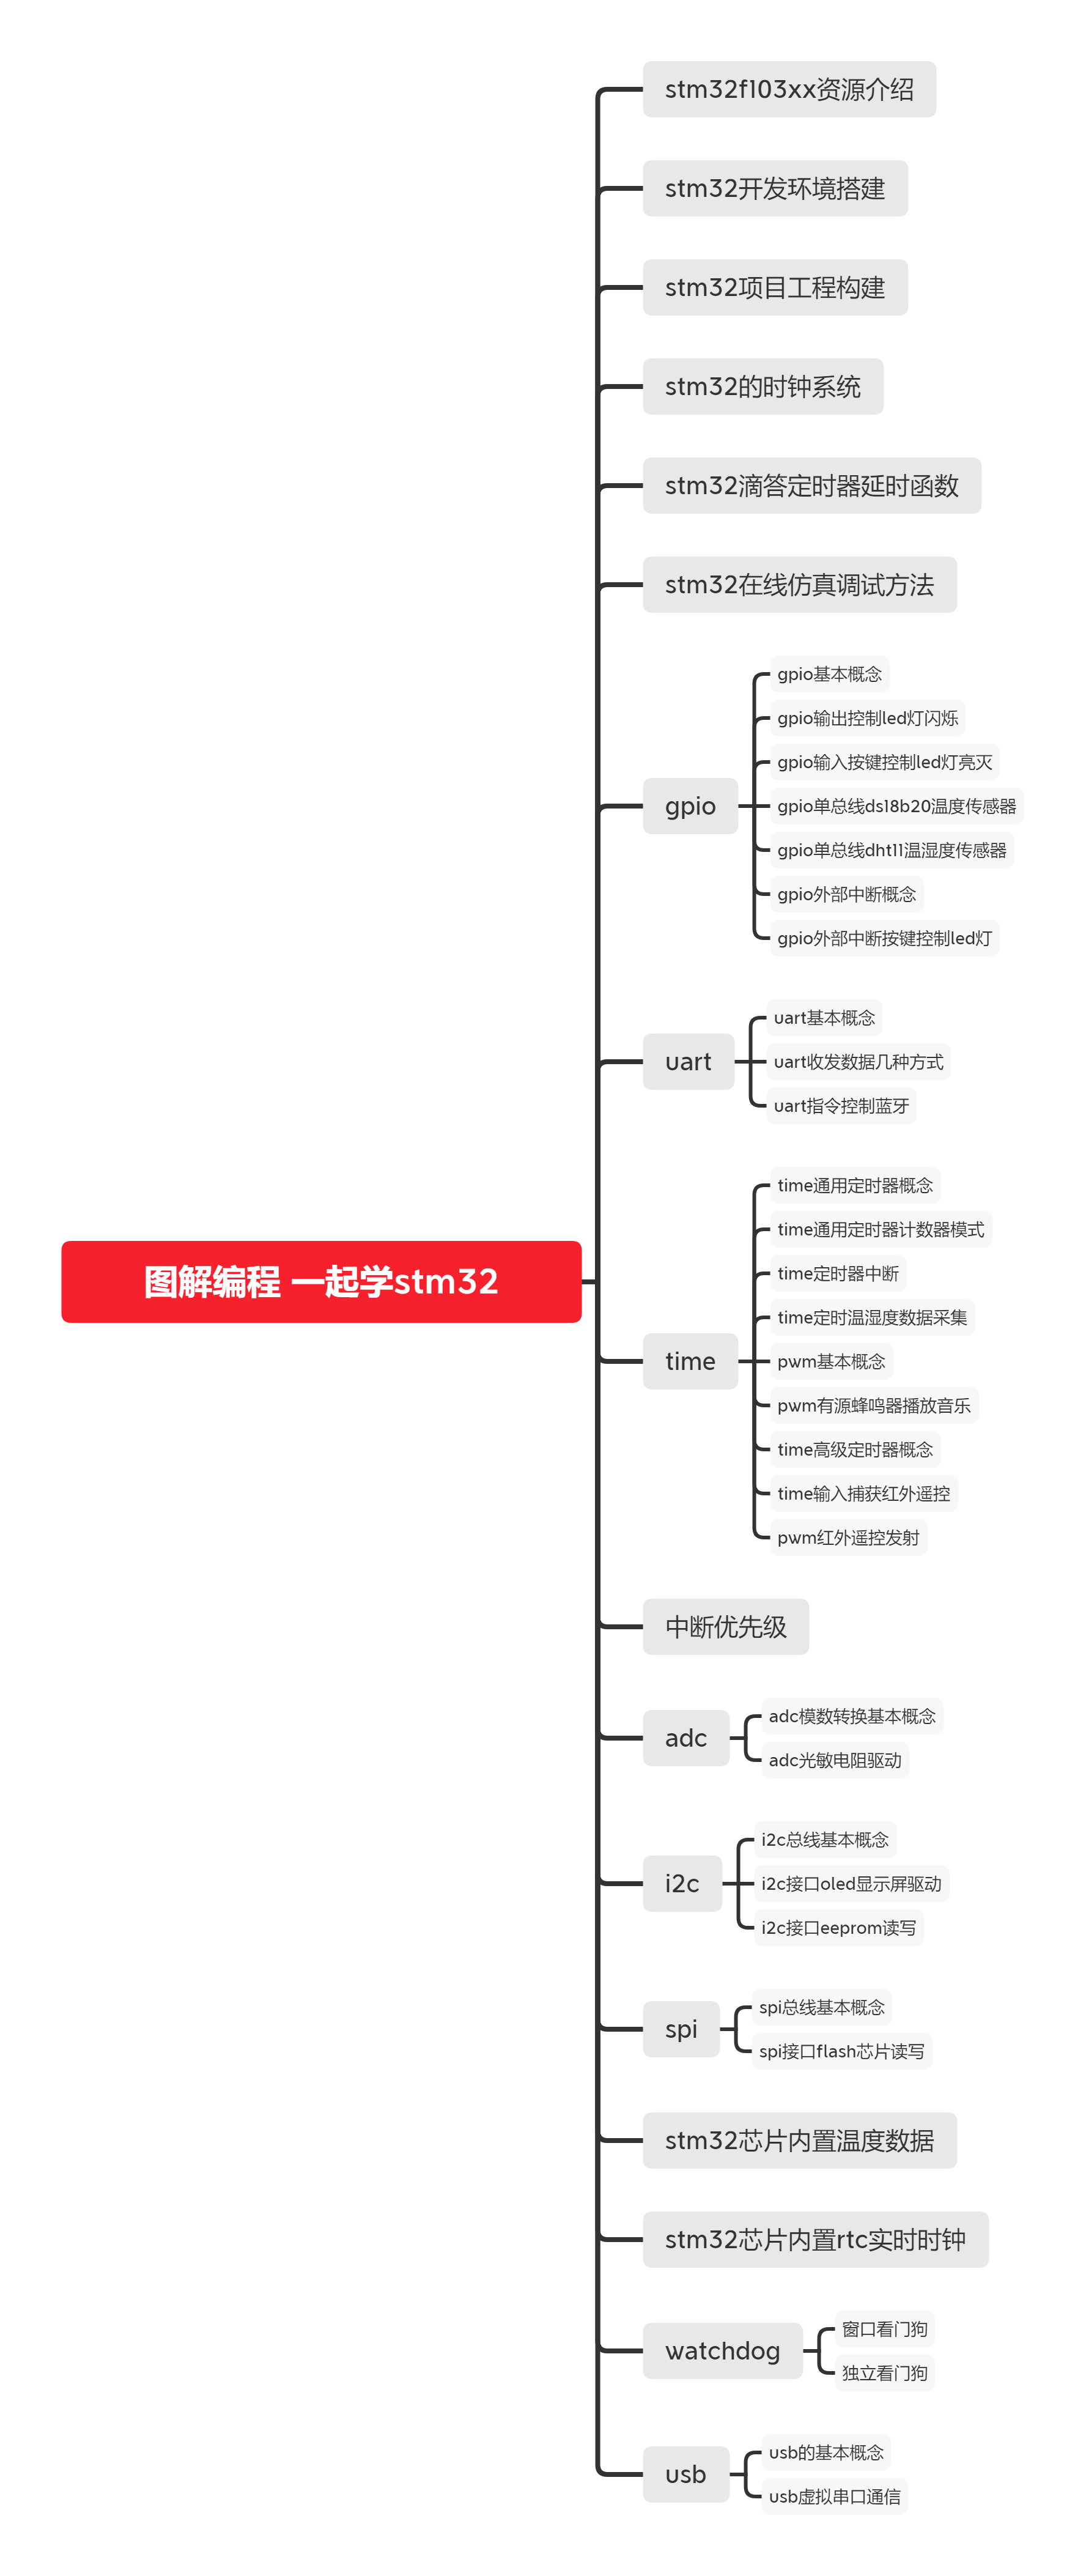 图解编程 一起学stm32
stm32f103xx资源介绍
stm32开发环境搭建
stm32项目工程构建
stm32的时钟系统
stm32滴答定时器延时函数
stm32在线仿真调试方法
gpio
gpio基本概念
gpio输出控制led灯闪烁
gpio输入按键控制led灯亮灭
gpio单总线ds18b20温度传感器
gpio单总线dht11温湿度传感器
gpio外部中断概念
gpio外部中断按键控制led灯
uart
uart基本概念
uart收发数据几种方式
uart指令控制蓝牙
time
time通用定时器概念
time通用定时器计数器模式
time定时器中断
time定时温湿度数据采集
pwm基本概念
pwm有源蜂鸣器播放音乐
time高级定时器概念
time输入捕获红外遥控
pwm红外遥控发射
中断优先级
adc
adc模数转换基本概念
adc光敏电阻驱动
i2c
i2c总线基本概念
i2c接口oled显示屏驱动
i2c接口eeprom读写
spi
spi总线基本概念
spi接口flash芯片读写
stm32芯片内置温度数据
stm32芯片内置rtc实时时钟
watchdog
窗口看门狗
独立看门狗
usb
usb的基本概念
usb虚拟串口通信